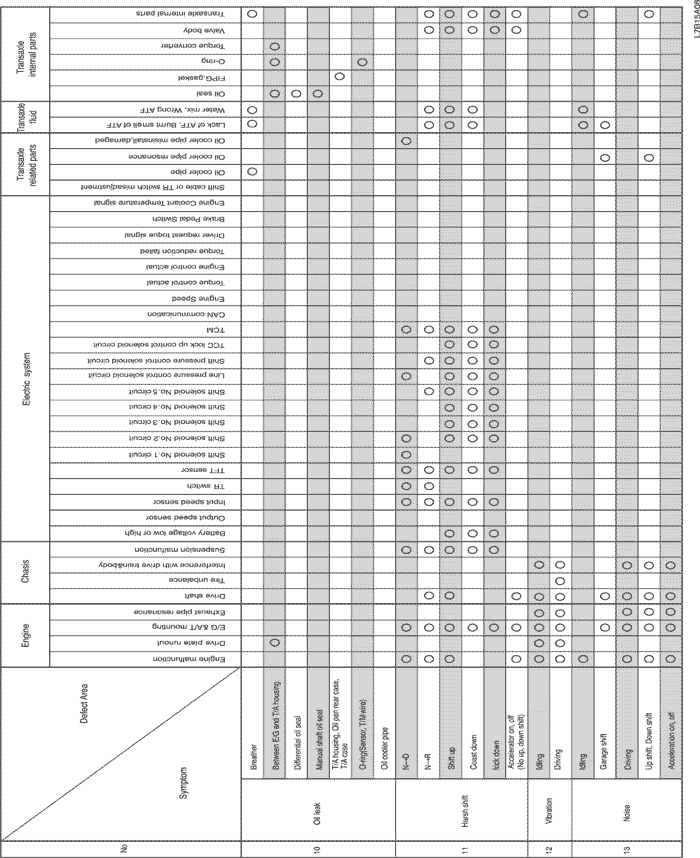 L7B15A08
No
Symptom
Defect Area
Engine
Engine malfunction
Drive plate runout
E/G &A/T mounting
Exhaust pipe resonance
Chasis
Drive shaft
Tire unbalance
Interference with drive train&body
Suspension malfunction
Electric system
Battery voltage low or high
Output speed sensor
Input speed sensor
TR switch
TFT sensor
Shift solenoid No.1 circuit
Shift solenoid No.2 circuit
Shift solenoid No.3 circuit
Shift solenoid No.4 circuit
Shift solenoid No.5 circuit
Line pressure control solenoid circuit
Shift pressure control solenoid circuit
TCC lock up control solenoid circuit
TCM
CAN communication
Engine Speed
Torque control actual
Engine control actual
Torque reduction failed
Driver request toque signal
Brake Pedal Switch
Engine Coolant Temperature signal
Transaxle
related parts
Shift cable or TR switch misadjustment
Oil cooler pipe
Oil cooler pipe resonance
Oil cooler pipe misinstall,damaged
Transaxle
fluid
Lack of ATF, Burnt smell of ATF
Water mix, Wrong ATF
Transaxle
internal parts
Oil seal
FIPG,gasket
O-ring
Torque converter
Valve body
Transaxle internal parts
10
Oil leak
Breather
Between E/G and T/A housing
Differential oil seal
Manual shaft oil seal
T/A housing, Oil pan rear case,
T/A case
O-ring(Sensor, T/M wire)
Oil cooler pipe
11
Harsh shift
N→D
N→R
Shift up
Coast down
kick down
Accelerator on, off
(No up, down shift)
12
Vibration
Idling
Driving
13
Noise
Idling
Garage shift
Driving
Up shift, Down shift
Acceleration on, off